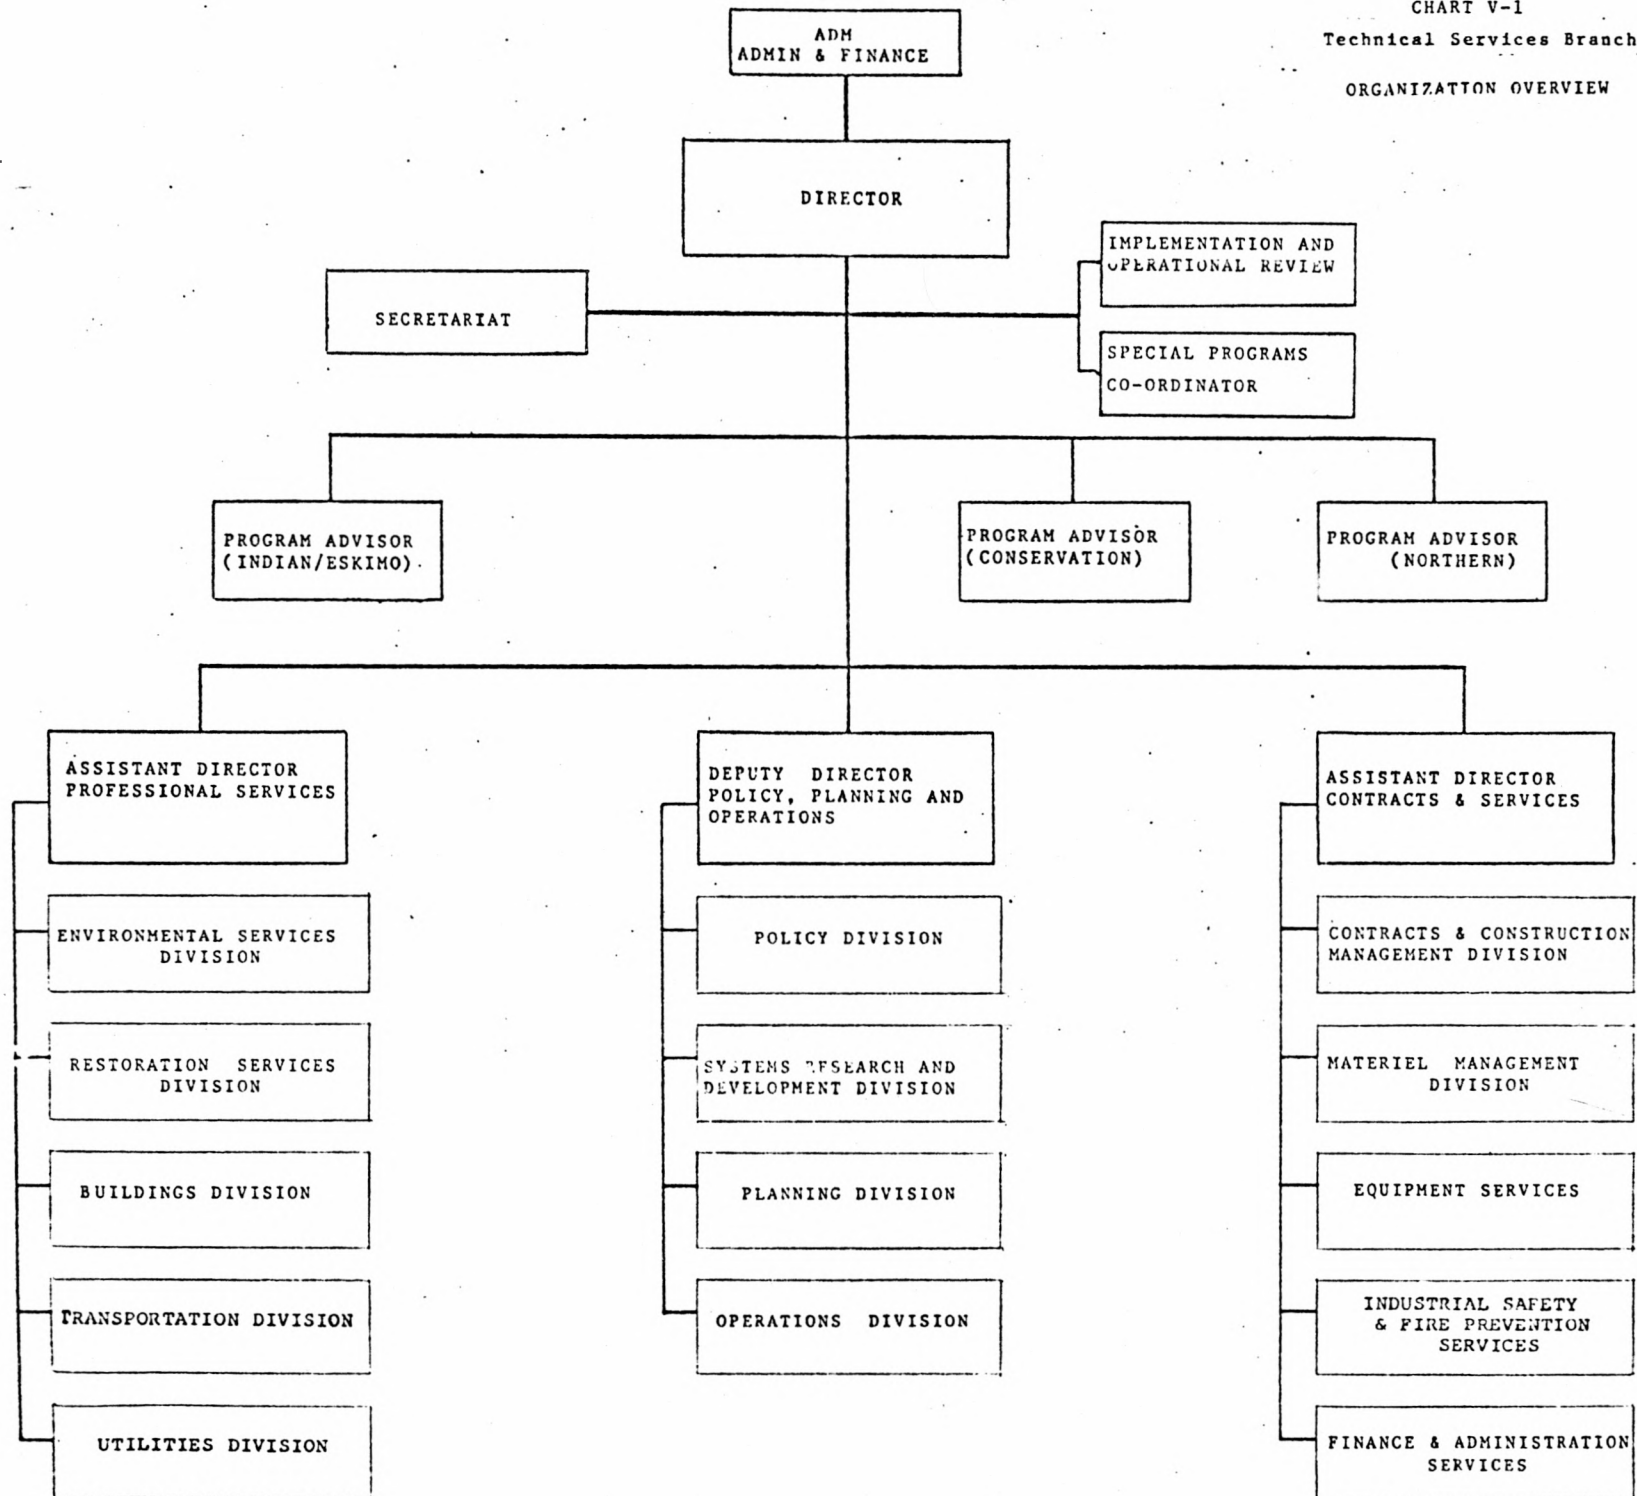 CHART V-1
Technical Services Branch
ORGANIZATION OVERVIEW
ADM
ADMIN & FINANCE
DIRECTOR
IMPLEMENTATION AND
OPERATIONAL REVIEW
SECRETARIAT
SPECIAL PROGRAMS
CO-ORDINATOR
PROGRAM ADVISOR
(INDIAN/ESKIMO)
PROGRAM ADVISOR
(CONSERVATION)
PROGRAM ADVISOR
(NORTHERN)
ASSISTANT DIRECTOR
PROFESSIONAL SERVICES
ENVIRONMENTAL SERVICES
DIVISION
RESTORATION SERVICES
DIVISION
BUILDINGS DIVISION
TRANSPORTATION DIVISION
UTILITIES DIVISION
DEPUTY DIRECTOR
POLICY, PLANNING AND
OPERATIONS
POLICY DIVISION
SYSTEMS RESEARCH AND
DEVELOPMENT DIVISION
PLANNING DIVISION
OPERATIONS DIVISION
ASSISTANT DIRECTOR
CONTRACTS & SERVICES
CONTRACTS & CONSTRUCTION
MANAGEMENT DIVISION
MATERIEL MANAGEMENT
DIVISION
EQUIPMENT SERVICES
INDUSTRIAL SAFETY
& FIRE PREVENTION
SERVICES
FINANCE & ADMINISTRATION
SERVICES